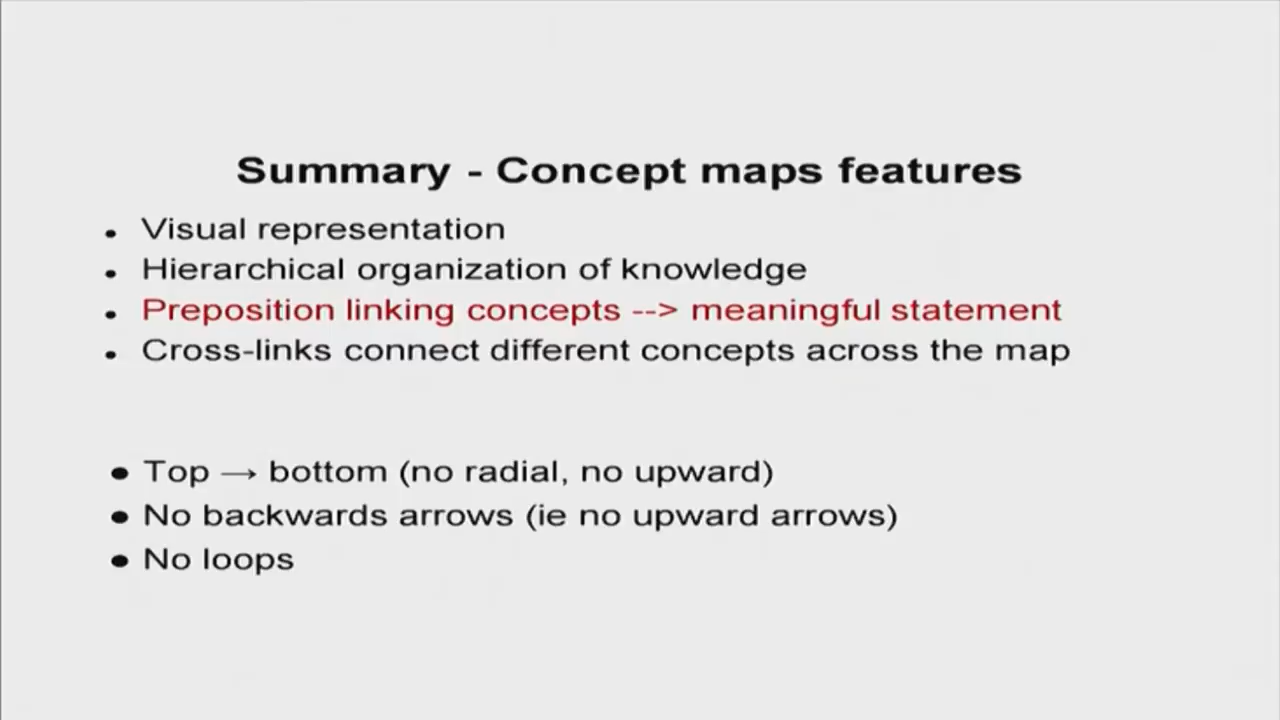 Summary - Concept maps features
• Visual representation
• Hierarchical organization of knowledge
• Preposition linking concepts --> meaningful statement
• Cross-links connect different concepts across the map
• Top → bottom (no radial, no upward)
• No backwards arrows (ie no upward arrows)
• No loops